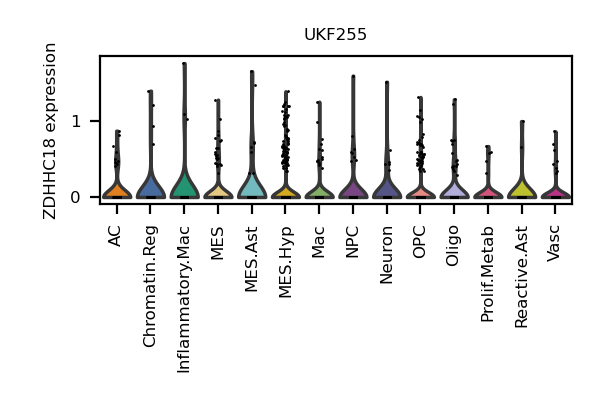 UKF255
ZDHHC18 expression
1
0
AC
Chromatin.Reg
Inflammatory.Mac
MES
MES.Ast
MES.Hyp
Mac
NPC
Neuron
OPC
Oligo
Prolif.Metab
Reactive.Ast
Vasc